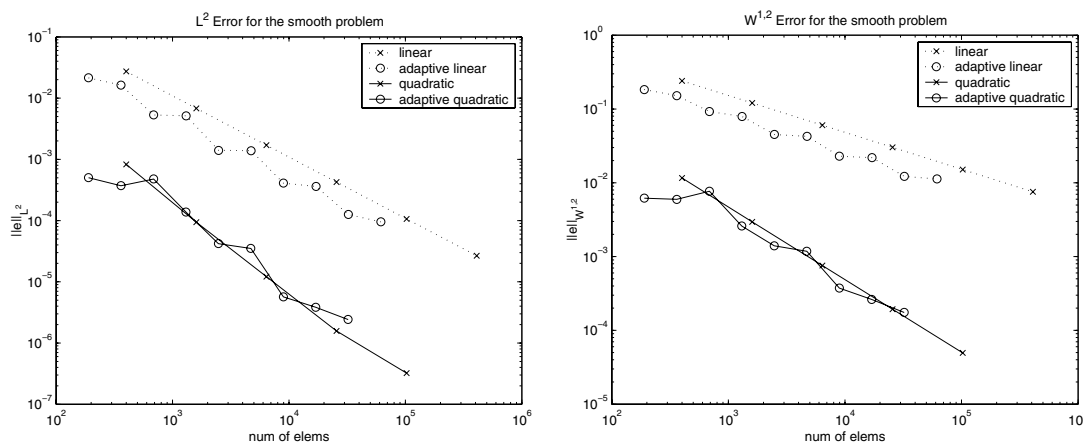 L² Error for the smooth problem
10⁻¹
10⁻²
10⁻³
10⁻⁴
10⁻⁵
10⁻⁶
10⁻⁷
||e||_L²
linear
adaptive linear
quadratic
adaptive quadratic
10² 10³ 10⁴ 10⁵ 10⁶
num of elems
W¹,² Error for the smooth problem
10⁰
10⁻¹
10⁻²
10⁻³
10⁻⁴
10⁻⁵
||e||_W¹,²
linear
adaptive linear
quadratic
adaptive quadratic
10² 10³ 10⁴ 10⁵ 10⁶
num of elems